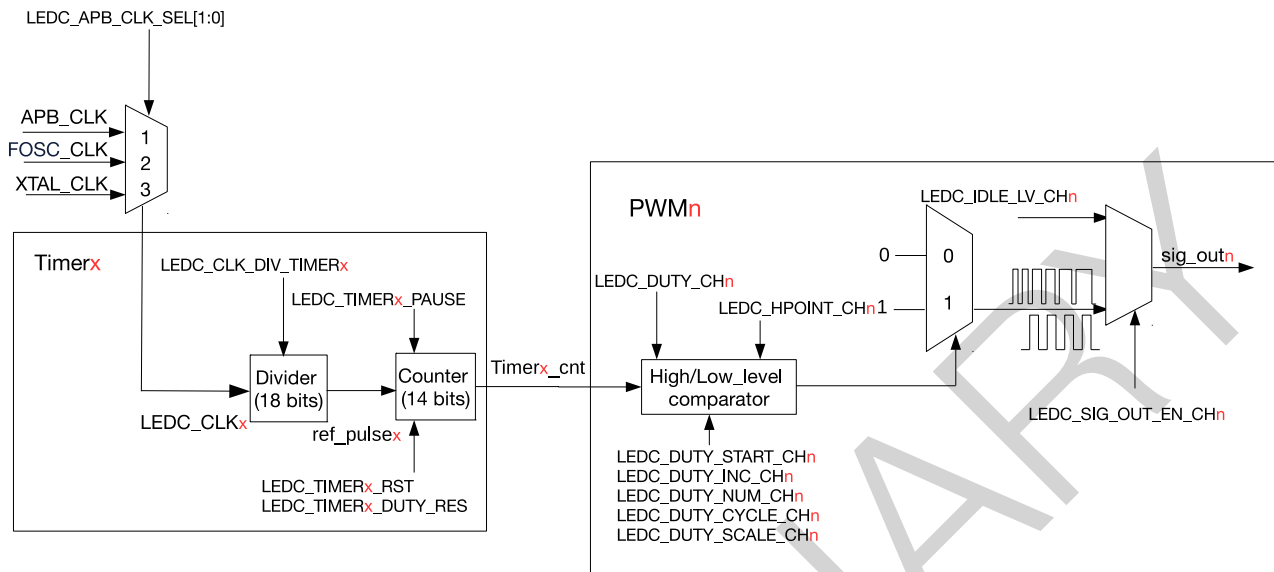 LEDC_APB_CLK_SEL[1:0]
APB_CLK
FOSC_CLK
XTAL_CLK
1
2
3
Timerx
LEDC_CLK_DIV_TIMERx
LEDC_TIMERx_PAUSE
Divider
(18 bits)
Counter
(14 bits)
LEDC_CLKx
ref_pulsex
LEDC_TIMERx_RST
LEDC_TIMERx_DUTY_RES
Timerx_cnt
PWMn
LEDC_DUTY_CHn
LEDC_HPOINT_CHn
High/Low_level
comparator
LEDC_DUTY_START_CHn
LEDC_DUTY_INC_CHn
LEDC_DUTY_NUM_CHn
LEDC_DUTY_CYCLE_CHn
LEDC_DUTY_SCALE_CHn
0
1
0
1
LEDC_IDLE_LV_CHn
sig_outn
LEDC_SIG_OUT_EN_CHn